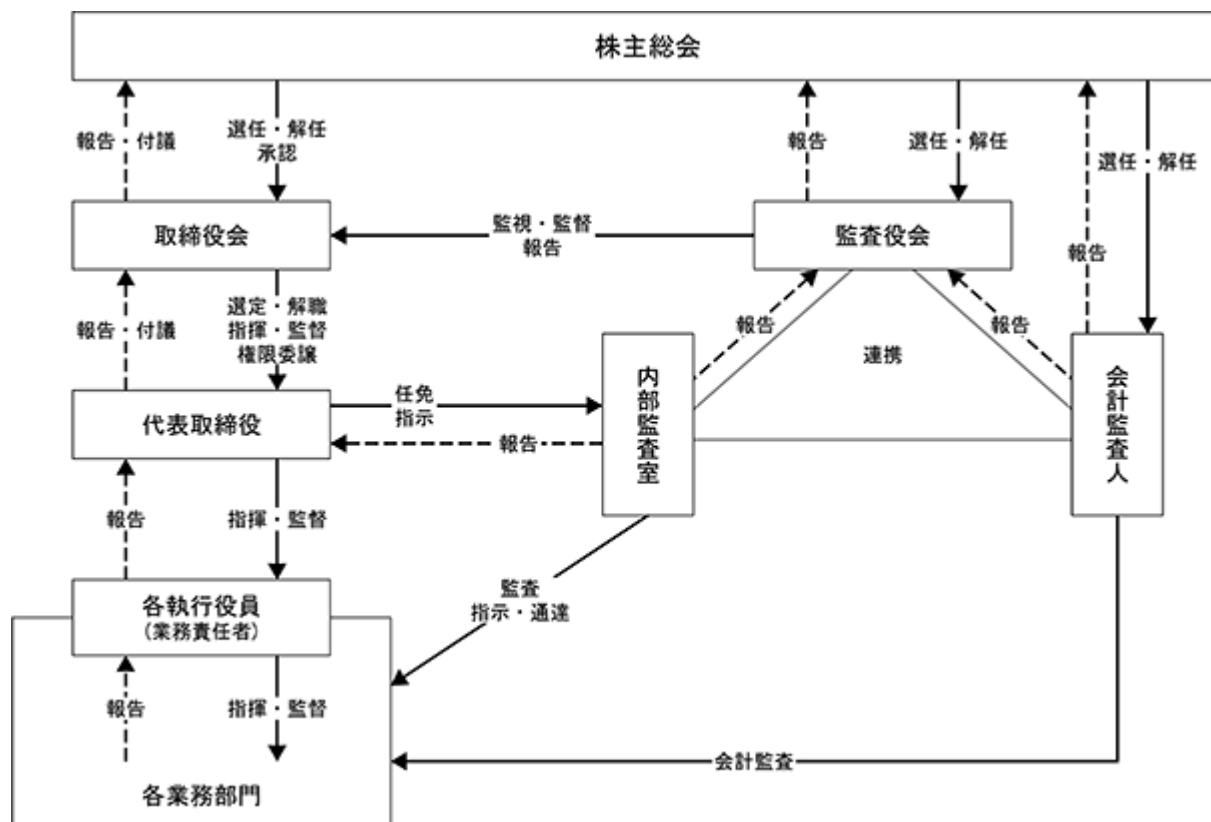 株主総会
報告・付議
選任・解任
承認
報告
選任・解任
選任・解任
取締役会
監視・監督
報告
監査役会
報告
報告・付議
選定・解職
指揮・監督
権限委譲
報告
報告
連携
内部監査室
会計監査人
代表取締役
任免
指示
報告
報告
指揮・監督
監査
指示・通達
各執行役員
(業務責任者)
報告
指揮・監督
会計監査
各業務部門